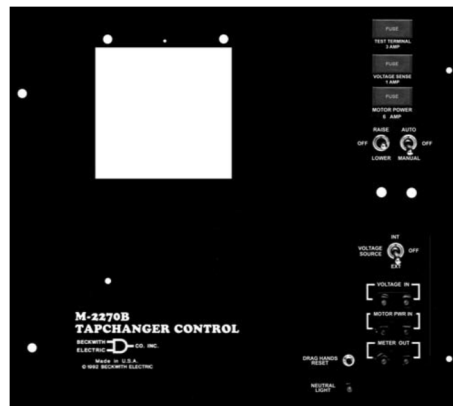 FUSE
TEST TERMINAL
3 AMP
FUSE
VOLTAGE SENSE
1 AMP
FUSE
MOTOR POWER
6 AMP
RAISE AUTO
OFF OFF
LOWER MANUAL
INT
VOLTAGE SOURCE OFF
EXT
VOLTAGE IN
MOTOR PWR IN
METER OUT
M-2270B
TAPCHANGER CONTROL
BECKWITH
ELECTRIC CO. INC.
Made in U.S.A.
© 1992 BECKWITH ELECTRIC
DRAG HANDS
RESET
NEUTRAL
LIGHT